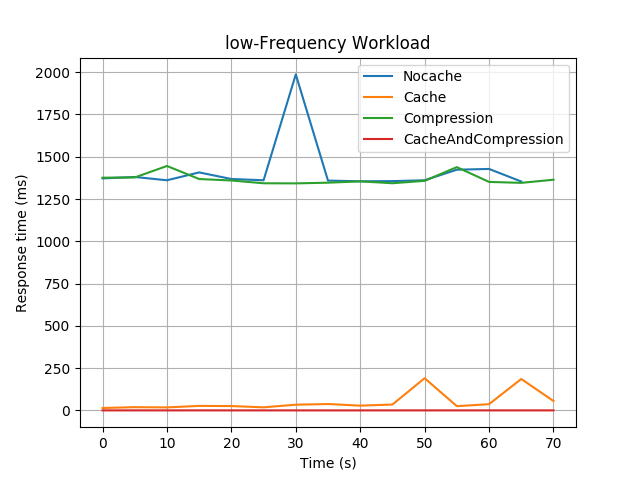 low-Frequency Workload
Nocache
Cache
Compression
CacheAndCompression
Response time (ms)
2000
1750
1500
1250
1000
750
500
250
0
0 10 20 30 40 50 60 70
Time (s)